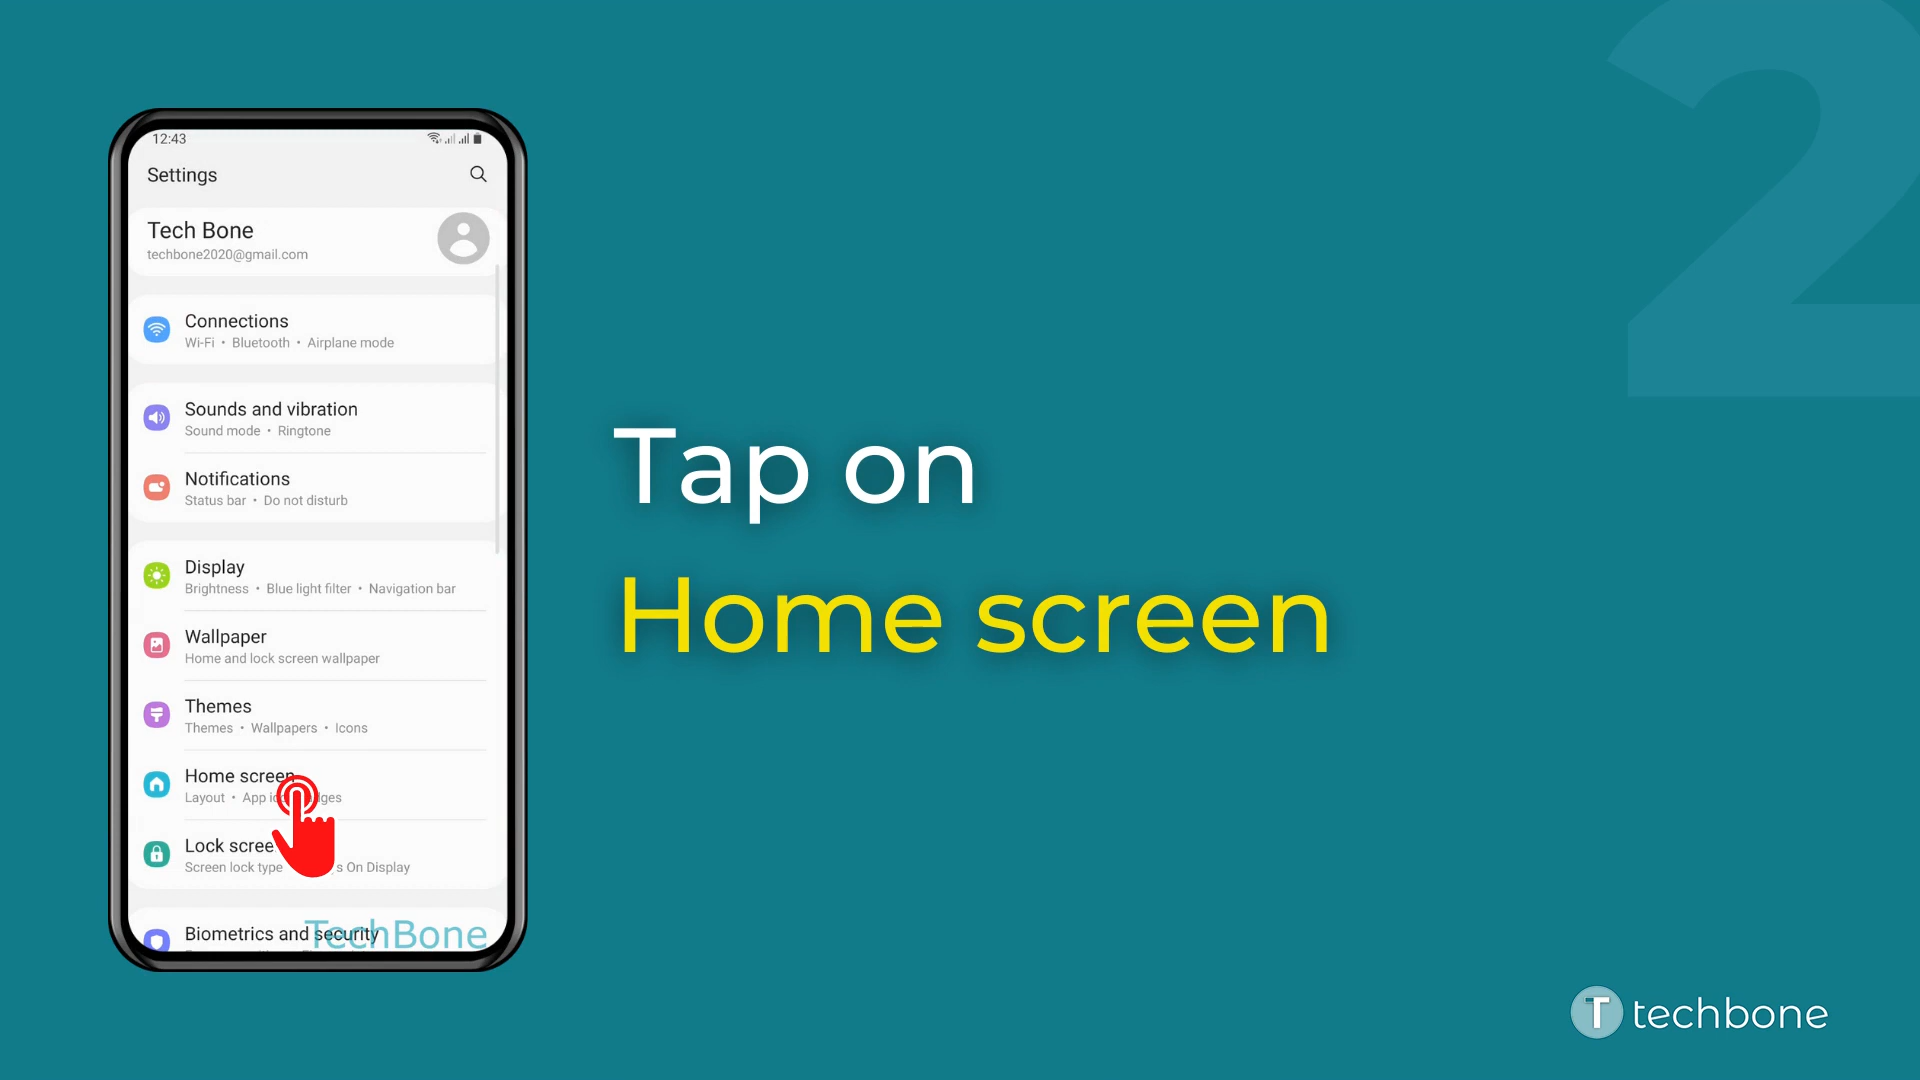 2
12:43
Settings
Tech Bone
techbone2020@gmail.com
Connections
Wi-Fi • Bluetooth • Airplane mode
Sounds and vibration
Sound mode • Ringtone
Notifications
Status bar • Do not disturb
Display
Brightness • Blue light filter • Navigation bar
Wallpaper
Home and lock screen wallpaper
Themes
Themes • Wallpapers • Icons
Home screen
Layout • App
Lock
Screen lock type On Display
Biometrics and security
TechBone
Tap on
Home screen
T techbone